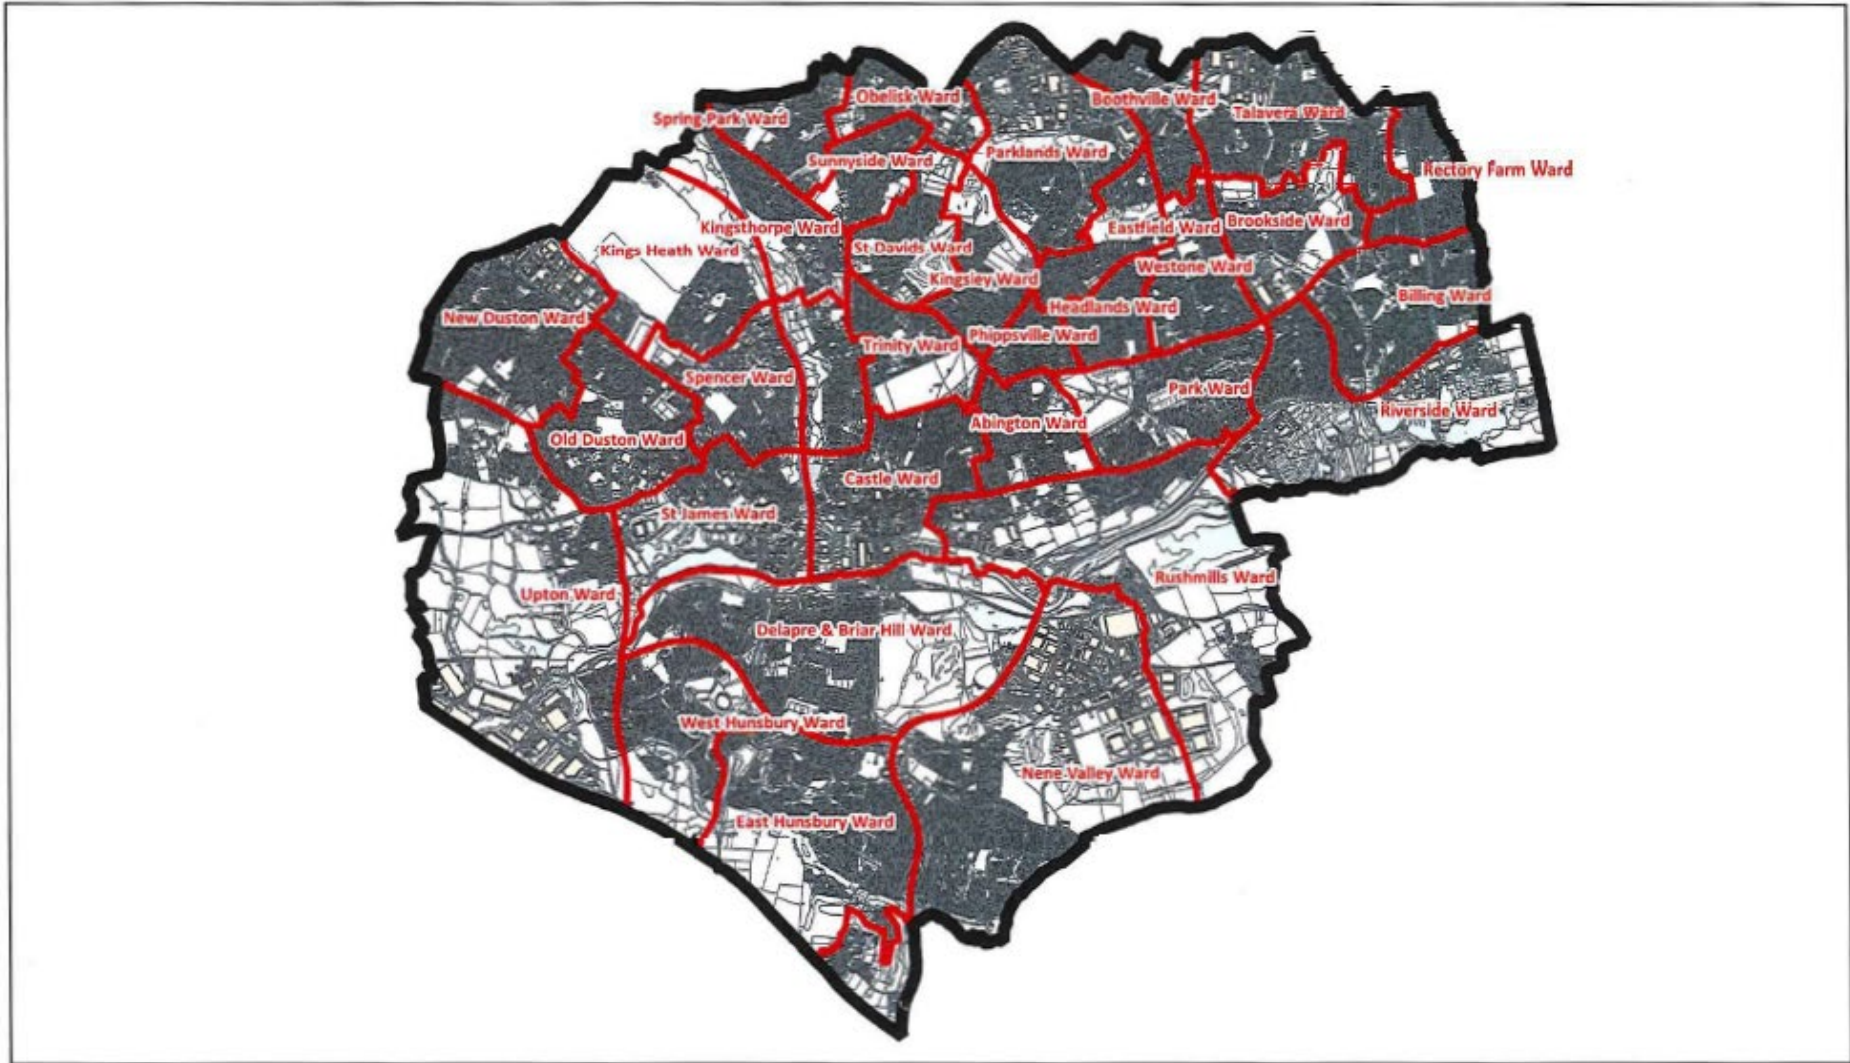 Obelisk Ward
Boothville Ward
Talavera Ward
Spring Park Ward
Sunnyside Ward
Parklands Ward
Rectory Farm Ward
Kingsthorpe Ward
Eastfield Ward
Brookside Ward
Kings Heath Ward
St Davids Ward
Kingsley Ward
Westone Ward
Billing Ward
New Duston Ward
Headlands Ward
Trinity Ward
Phippsville Ward
Spencer Ward
Park Ward
Riverside Ward
Old Duston Ward
Abington Ward
Castle Ward
St James Ward
Upton Ward
Rushmills Ward
Delapre & Briar Hill Ward
West Hunsbury Ward
Nene Valley Ward
East Hunsbury Ward